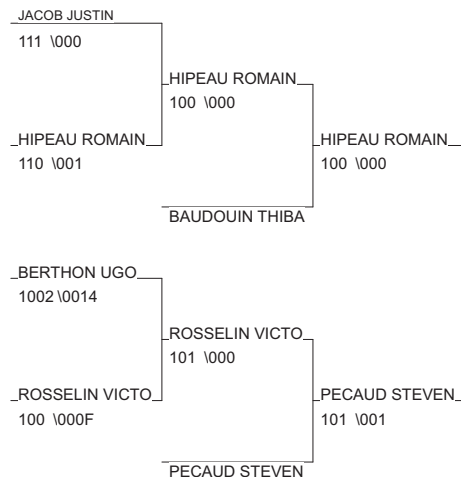 JACOB JUSTIN
111 \000
HIPEAU ROMAIN
100 \000
HIPEAU ROMAIN
110 \001
HIPEAU ROMAIN
100 \000
BAUDOUIN THIBA
BERTHON UGO
1002 \0014
ROSSELIN VICTO
101 \000
ROSSELIN VICTO
100 \000F
PECAUD STEVEN
101 \001
PECAUD STEVEN